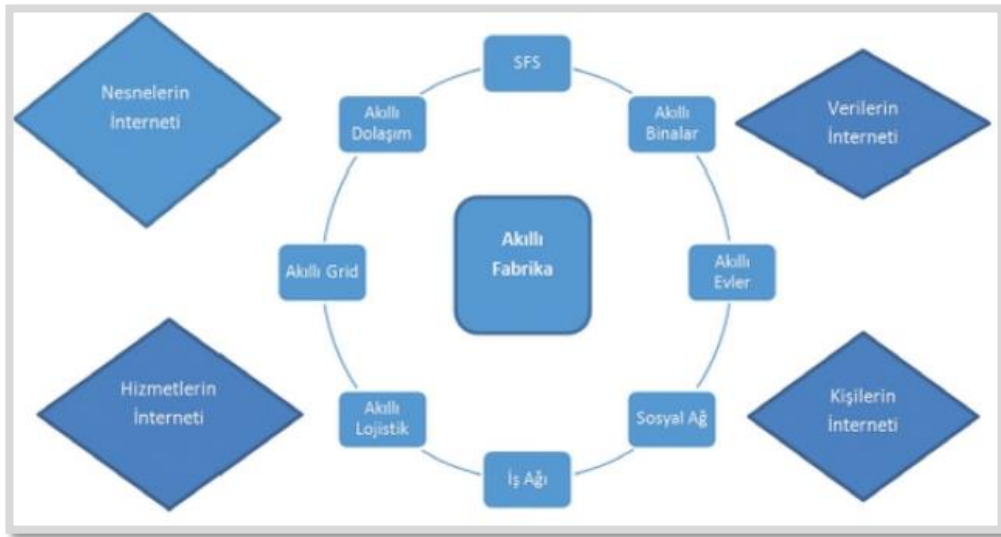 Nesnelerin
İnterneti
SFS
Akıllı
Dolaşım
Akıllı
Binalar
Verilerin
İnterneti
Akıllı
Fabrika
Akıllı Grid
Akıllı
Evler
Hizmetlerin
İnterneti
Akıllı
Lojistik
Sosyal Ağ
Kişilerin
İnterneti
İş Ağı